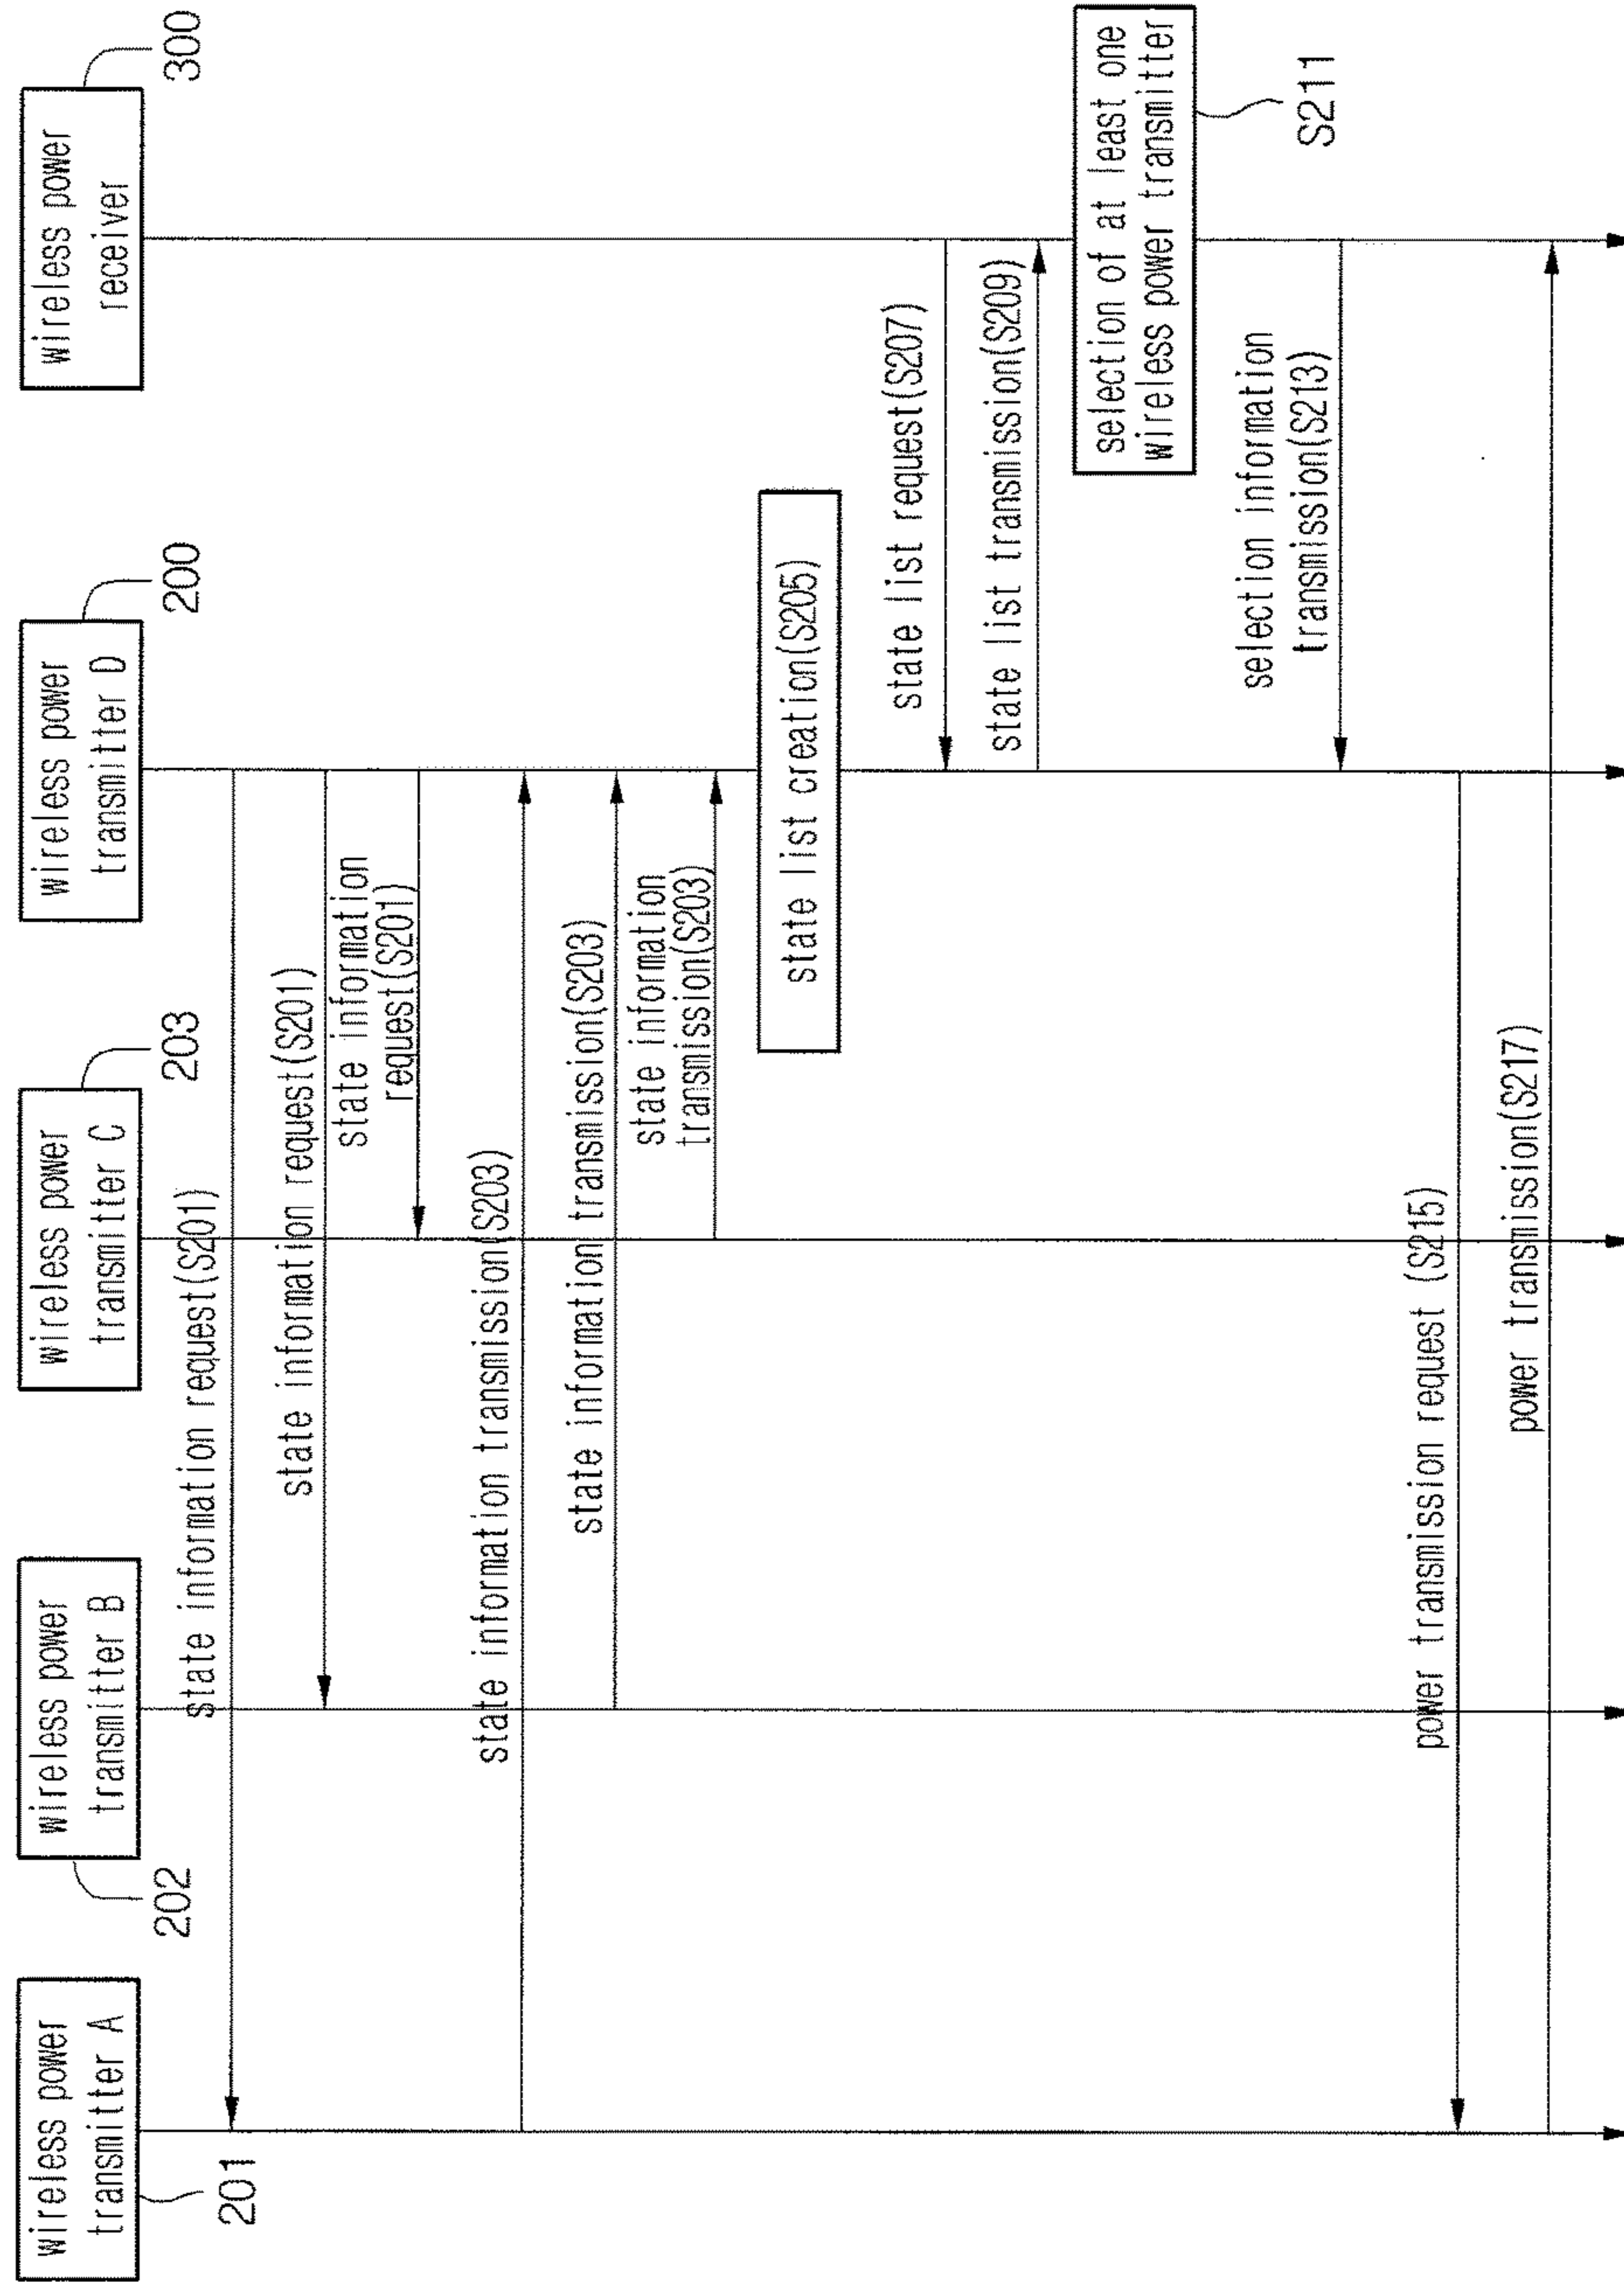 wireless power
transmitter A
201
wireless power
transmitter B
202
wireless power
transmitter C
203
wireless power
transmitter D
200
wireless power
receiver
300
state information request(S201)
state information request(S201)
state information
request(S201)
state information transmission(S203)
state information transmission(S203)
state information
transmission(S203)
state list creation(S205)
state list request(S207)
state list transmission(S209)
selection of at least one
wireless power transmitter
S211
selection information
transmission(S213)
power transmission request (S215)
power transmission(S217)